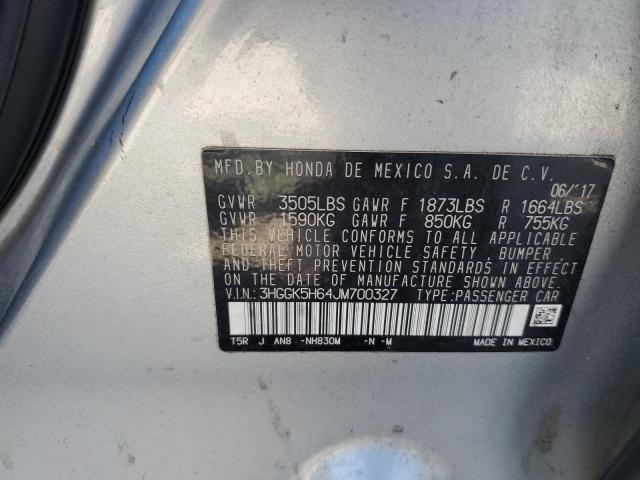 MFD. BY HONDA DE MEXICO S.A. DE C.V.
06/'17
GVWR 3505LBS GAWR F 1873LBS R 1664LBS
GVWR 1590KG GAWR F 850KG R 755KG
THIS VEHICLE CONFORMS TO ALL APPLICABLE
FEDERAL MOTOR VEHICLE SAFETY, BUMPER,
AND THEFT PREVENTION STANDARDS IN EFFECT
ON THE DATE OF MANUFACTURE SHOWN ABOVE.
V.I.N.: 3HGGK5H64JM700327 TYPE:PASSENGER CAR
T5R J AN8 -NH830M -N -M MADE IN MEXICO